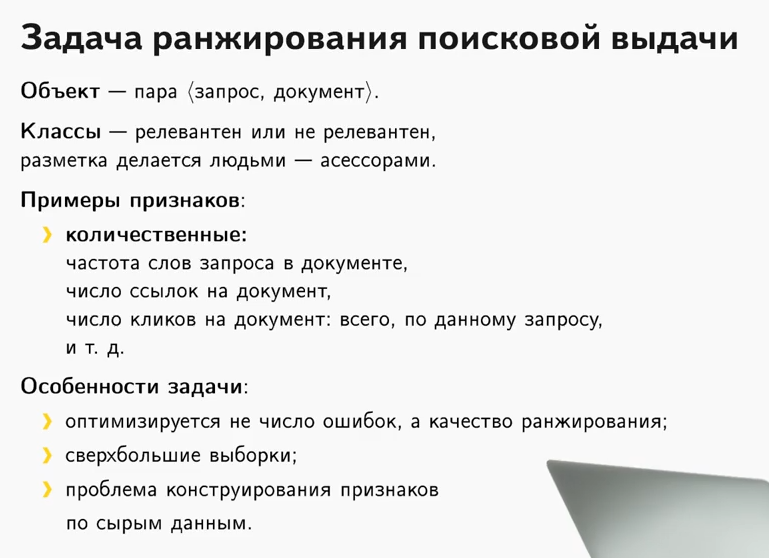 Задача ранжирования поисковой выдачи
Объект — пара ⟨запрос, документ⟩.
Классы — релевантен или не релевантен,
разметка делается людьми — асессорами.
Примеры признаков:
❯ количественные:
частота слов запроса в документе,
число ссылок на документ,
число кликов на документ: всего, по данному запросу,
и т. д.
Особенности задачи:
❯ оптимизируется не число ошибок, а качество ранжирования;
❯ сверхбольшие выборки;
❯ проблема конструирования признаков
по сырым данным.